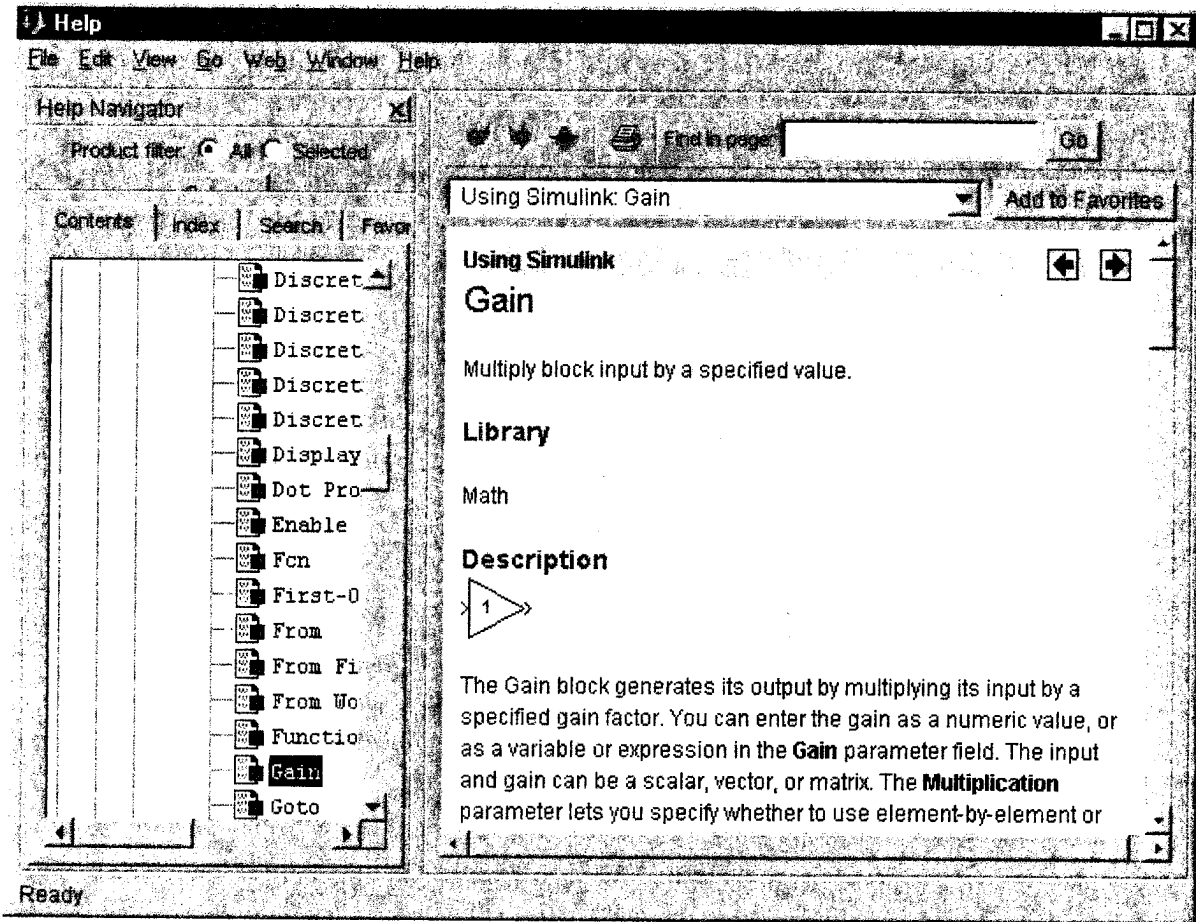 Help
File Edit View Go Web Window Help
Help Navigator
Product filter: All Selected
Contents Index Search Favor
Discret
Discret
Discret
Discret
Discret
Display
Dot Pro
Enable
Fcn
First-O
From
From Fi
From Wo
Functio
Gain
Goto
Find in page: Go
Using Simulink: Gain Add to Favorites
Using Simulink
Gain
Multiply block input by a specified value.
Library
Math
Description
1
The Gain block generates its output by multiplying its input by a
specified gain factor. You can enter the gain as a numeric value, or
as a variable or expression in the Gain parameter field. The input
and gain can be a scalar, vector, or matrix. The Multiplication
parameter lets you specify whether to use element-by-element or
Ready